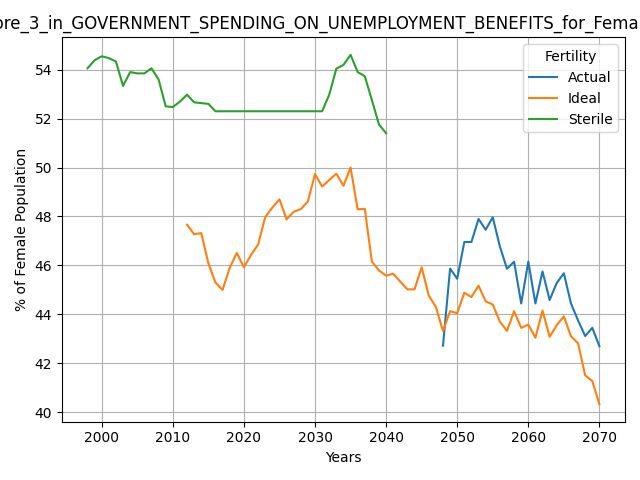 ore_3_in_GOVERNMENT_SPENDING_ON_UNEMPLOYMENT_BENEFITS_for_Fema
Fertility
Actual
Ideal
Sterile
% of Female Population
54
52
50
48
46
44
42
40
2000 2010 2020 2030 2040 2050 2060 2070
Years